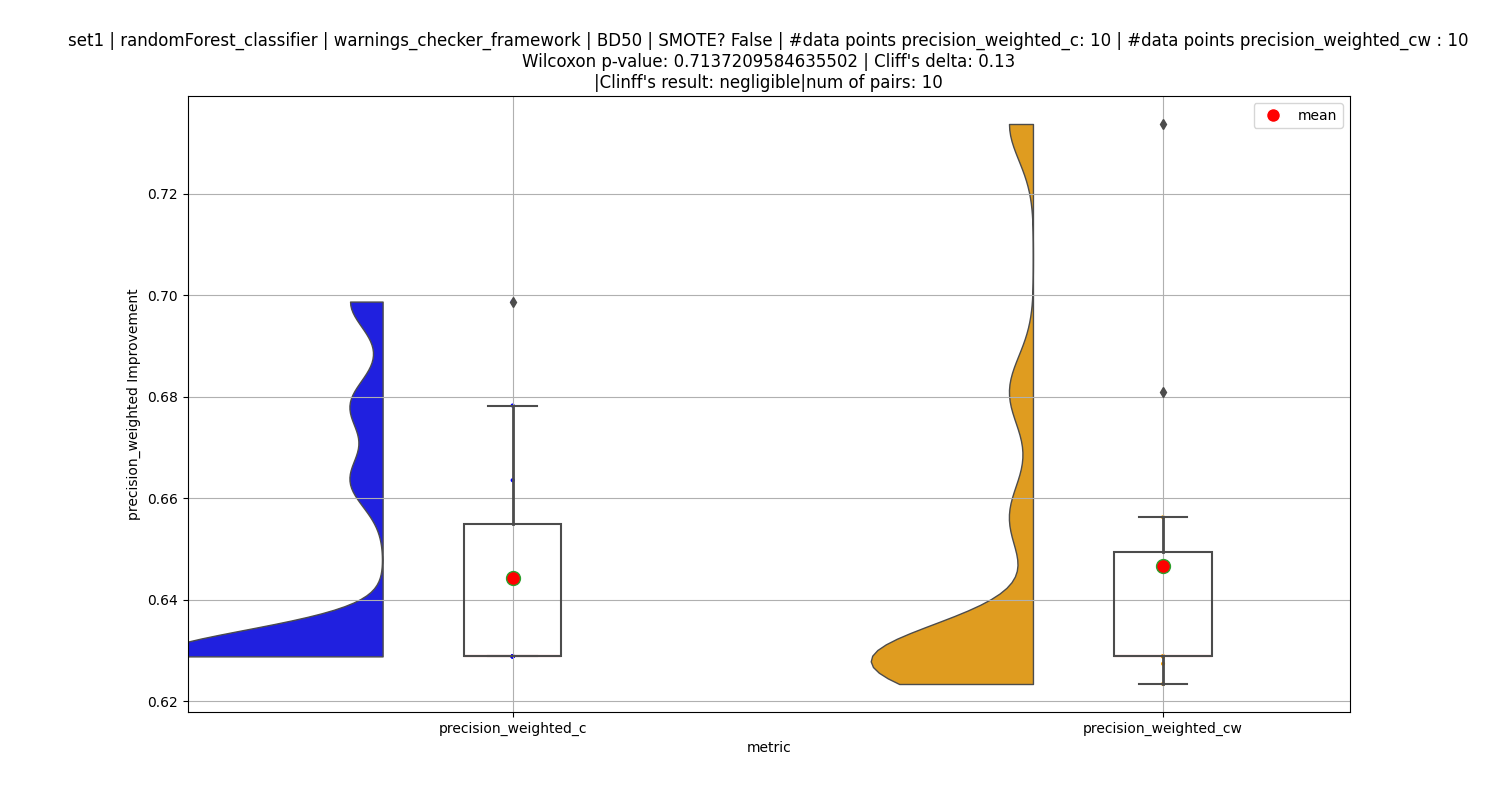 set1 | randomForest_classifier | warnings_checker_framework | BD50 | SMOTE? False | #data points precision_weighted_c: 10 | #data points precision_weighted_cw : 10
Wilcoxon p-value: 0.7137209584635502 | Cliff's delta: 0.13
|Clinff's result: negligible|num of pairs: 10
mean
0.72
0.70
0.68
0.66
0.64
0.62
precision_weighted Improvement
precision_weighted_c
precision_weighted_cw
metric